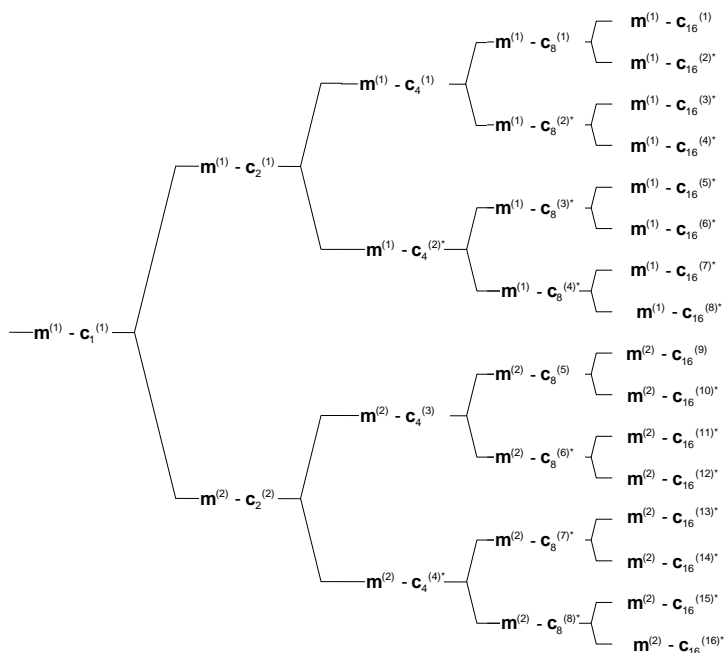 m(1) - c1(1)
m(1) - c2(1)
m(2) - c2(2)
m(1) - c4(1)
m(1) - c4(2)*
m(2) - c4(3)
m(2) - c4(4)*
m(1) - c8(1)
m(1) - c8(2)*
m(1) - c8(3)*
m(1) - c8(4)*
m(2) - c8(5)
m(2) - c8(6)*
m(2) - c8(7)*
m(2) - c8(8)*
m(1) - c16(1)
m(1) - c16(2)*
m(1) - c16(3)*
m(1) - c16(4)*
m(1) - c16(5)*
m(1) - c16(6)*
m(1) - c16(7)*
m(1) - c16(8)*
m(2) - c16(9)
m(2) - c16(10)*
m(2) - c16(11)*
m(2) - c16(12)*
m(2) - c16(13)*
m(2) - c16(14)*
m(2) - c16(15)*
m(2) - c16(16)*